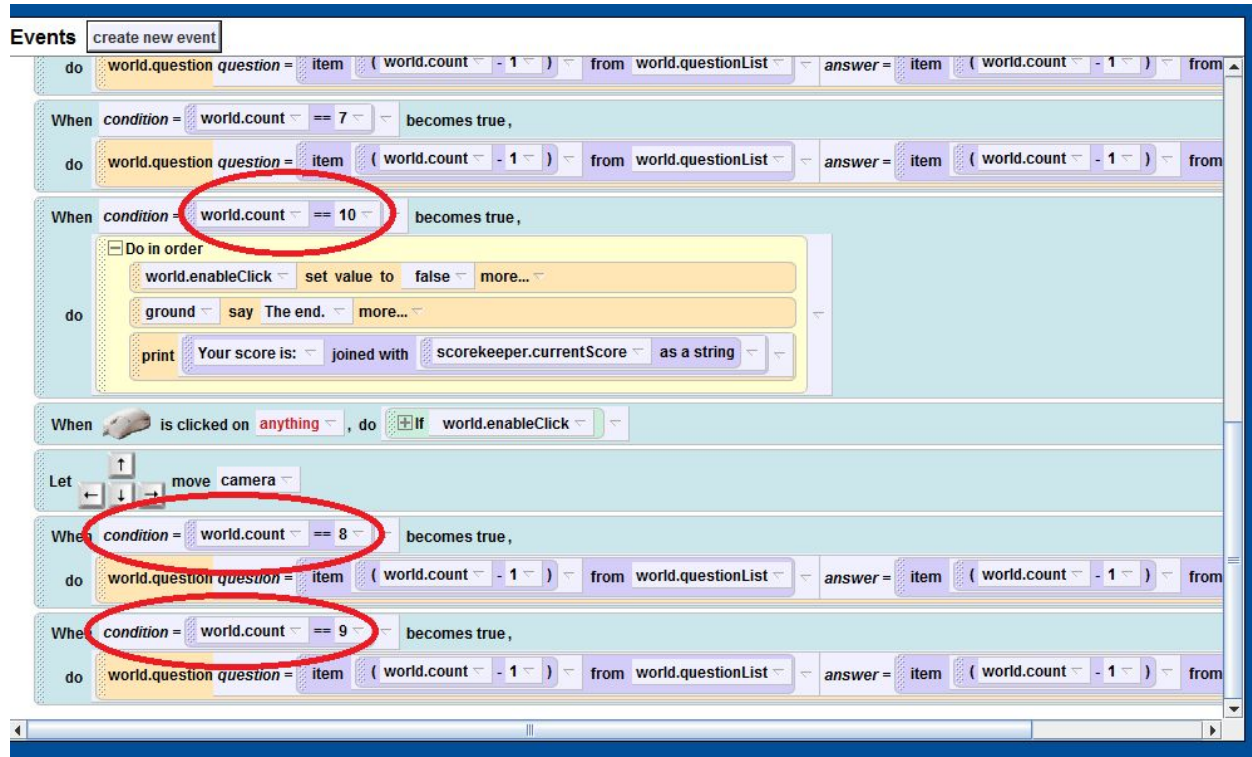 Events create new event
do world.question question = item ( world.count - 1 ) from world.questionList answer = item ( world.count - 1 ) from
When condition = world.count == 7 becomes true,
do world.question question = item ( world.count - 1 ) from world.questionList answer = item ( world.count - 1 ) from
When condition = world.count == 10 becomes true,
Do in order
world.enableClick set value to false more...
do ground say The end. more...
print Your score is: joined with scorekeeper.currentScore as a string
When is clicked on anything , do If world.enableClick
Let move camera
When condition = world.count == 8 becomes true,
do world.question question = item ( world.count - 1 ) from world.questionList answer = item ( world.count - 1 ) from
When condition = world.count == 9 becomes true,
do world.question question = item ( world.count - 1 ) from world.questionList answer = item ( world.count - 1 ) from